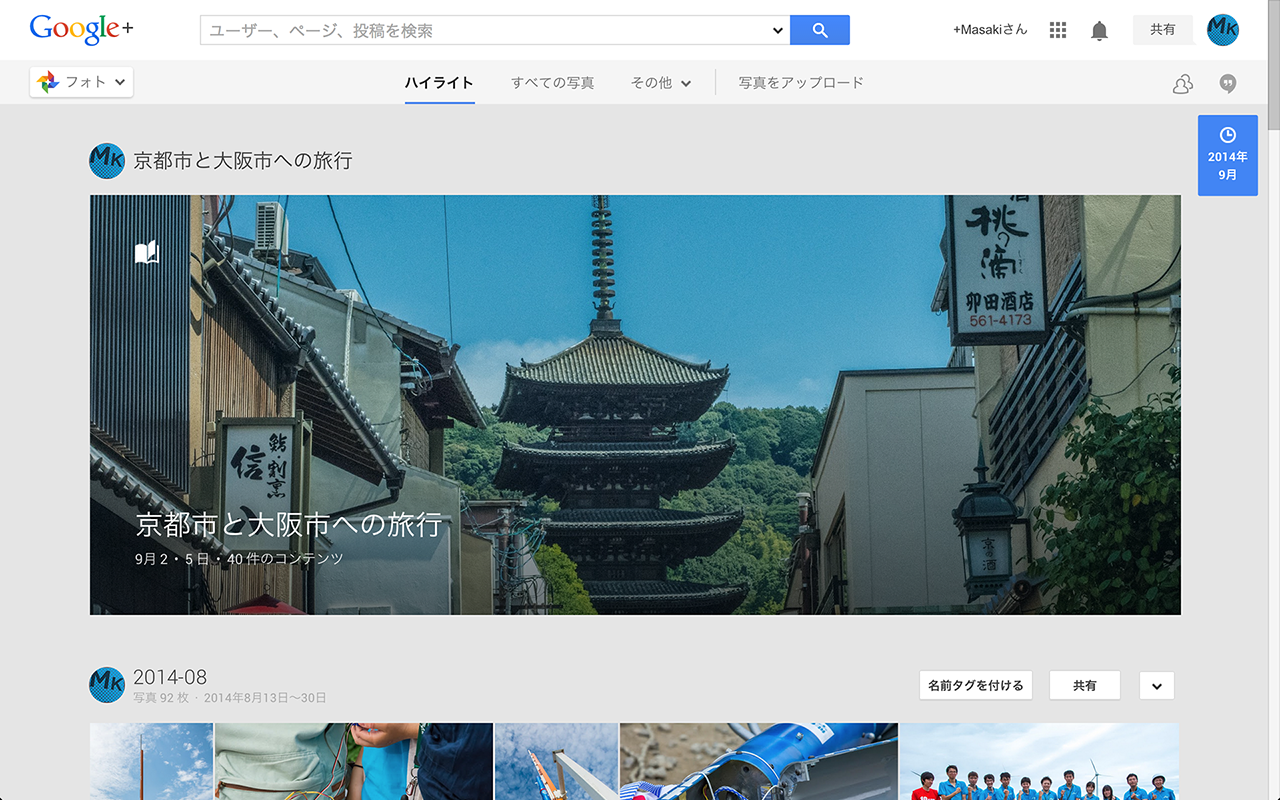 Google+
ユーザー、ページ、投稿を検索
+Masakiさん
共有
MK
フォト
ハイライト
すべての写真
その他
写真をアップロード
2014年
9月
MK
京都市と大阪市への旅行
酒
桃の滴
卯田酒店
561-4173
鮨・割烹
信
京の酒
京都市と大阪市への旅行
9月 2・5 日・40 件のコンテンツ
MK
2014-08
写真 92 枚 · 2014年8月13日～30日
名前タグを付ける
共有